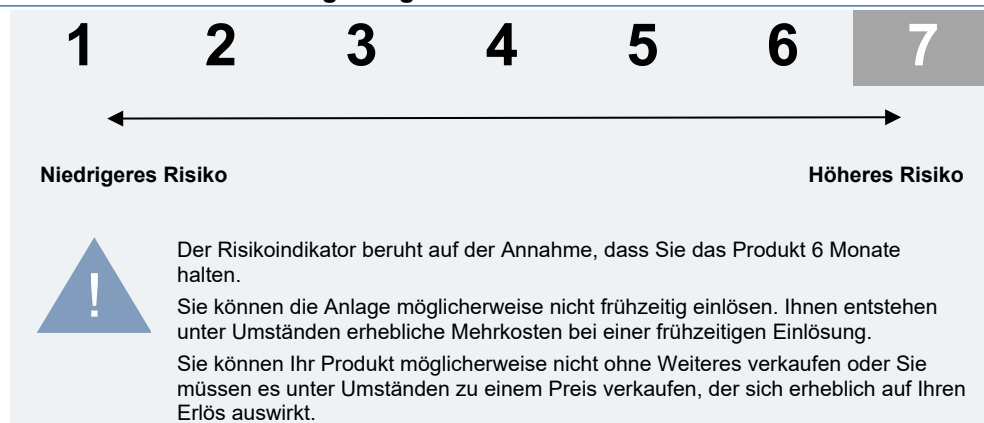 1 2 3 4 5 6 7
Niedrigeres Risiko Höheres Risiko
!
Der Risikoindikator beruht auf der Annahme, dass Sie das Produkt 6 Monate
halten.
Sie können die Anlage möglicherweise nicht frühzeitig einlösen. Ihnen entstehen
unter Umständen erhebliche Mehrkosten bei einer frühzeitigen Einlösung.
Sie können Ihr Produkt möglicherweise nicht ohne Weiteres verkaufen oder Sie
müssen es unter Umständen zu einem Preis verkaufen, der sich erheblich auf Ihren
Erlös auswirkt.